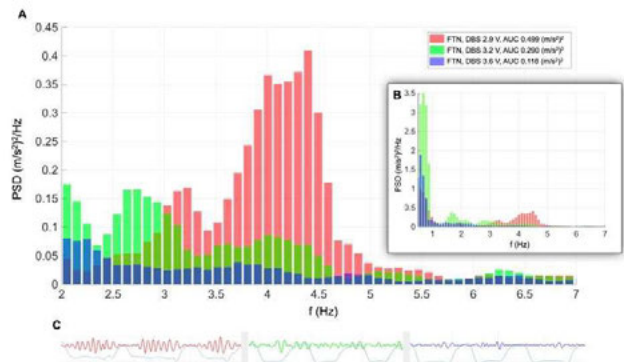 A
FTN, DBS 2.9 V, AUC 0.499 (m/s²)²
FTN, DBS 3.2 V, AUC 0.290 (m/s²)²
FTN, DBS 3.6 V, AUC 0.116 (m/s²)²
PSD (m/s²)²/Hz
0.45
0.4
0.35
0.3
0.25
0.2
0.15
0.1
0.05
0
2 2.5 3 3.5 4 4.5 5 5.5 6 6.5 7
f (Hz)
B
PSD (m/s²)²/Hz
3.5
3
2.5
2
1.5
1
0.5
0
1 2 3 4 5 6 7
f (Hz)
C